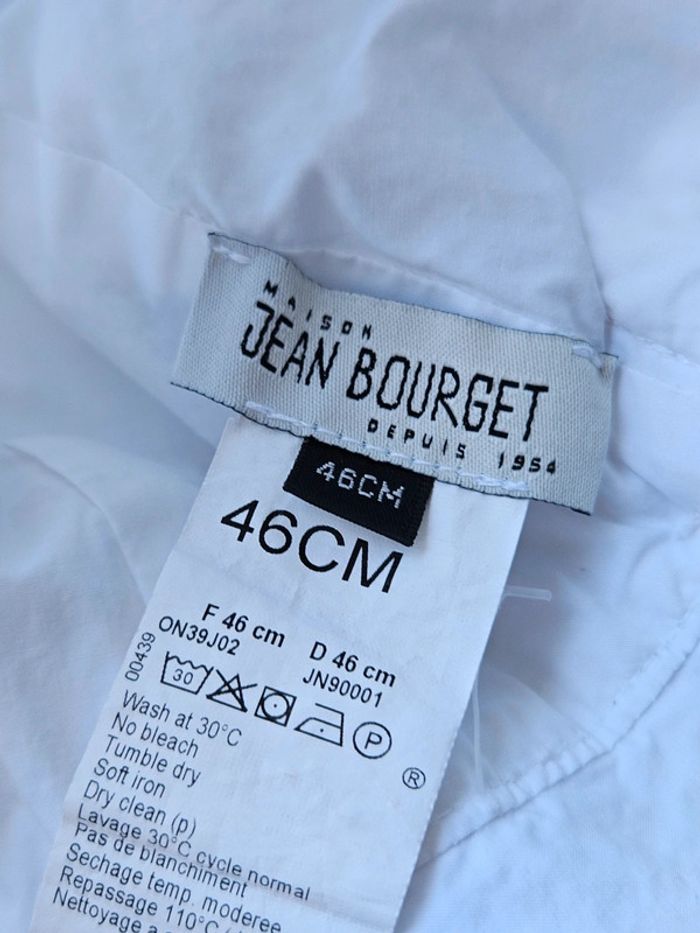 MAISON
JEAN BOURGET
DEPUIS 1954
46CM
46CM
F 46 cm D 46 cm
ON39J02 JN90001
00439
30 P
®
Wash at 30°C
No bleach
Tumble dry
Soft iron
Dry clean (p)
Lavage 30°C cycle normal
Pas de blanchiment
Sechage temp. moderee
Repassage 110°C
Nettoyage a